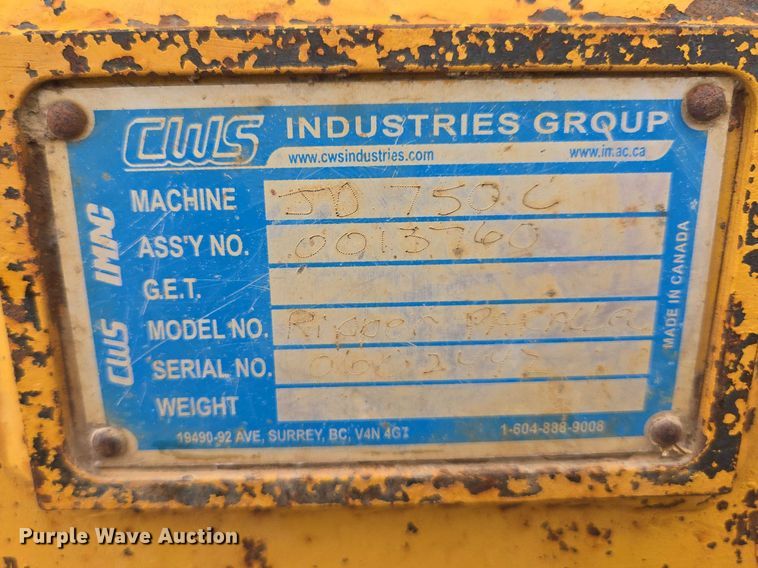 CWS INDUSTRIES GROUP
www.cwsindustries.com www.imac.ca
CWS IMAC
MACHINE JD 750C
ASS'Y NO. 0013760
G.E.T.
MODEL NO. Ripper Parallel
SERIAL NO.
WEIGHT
MADE IN CANADA
19490-92 AVE, SURREY, BC, V4N 4G7 1-604-888-9008
Purple Wave Auction